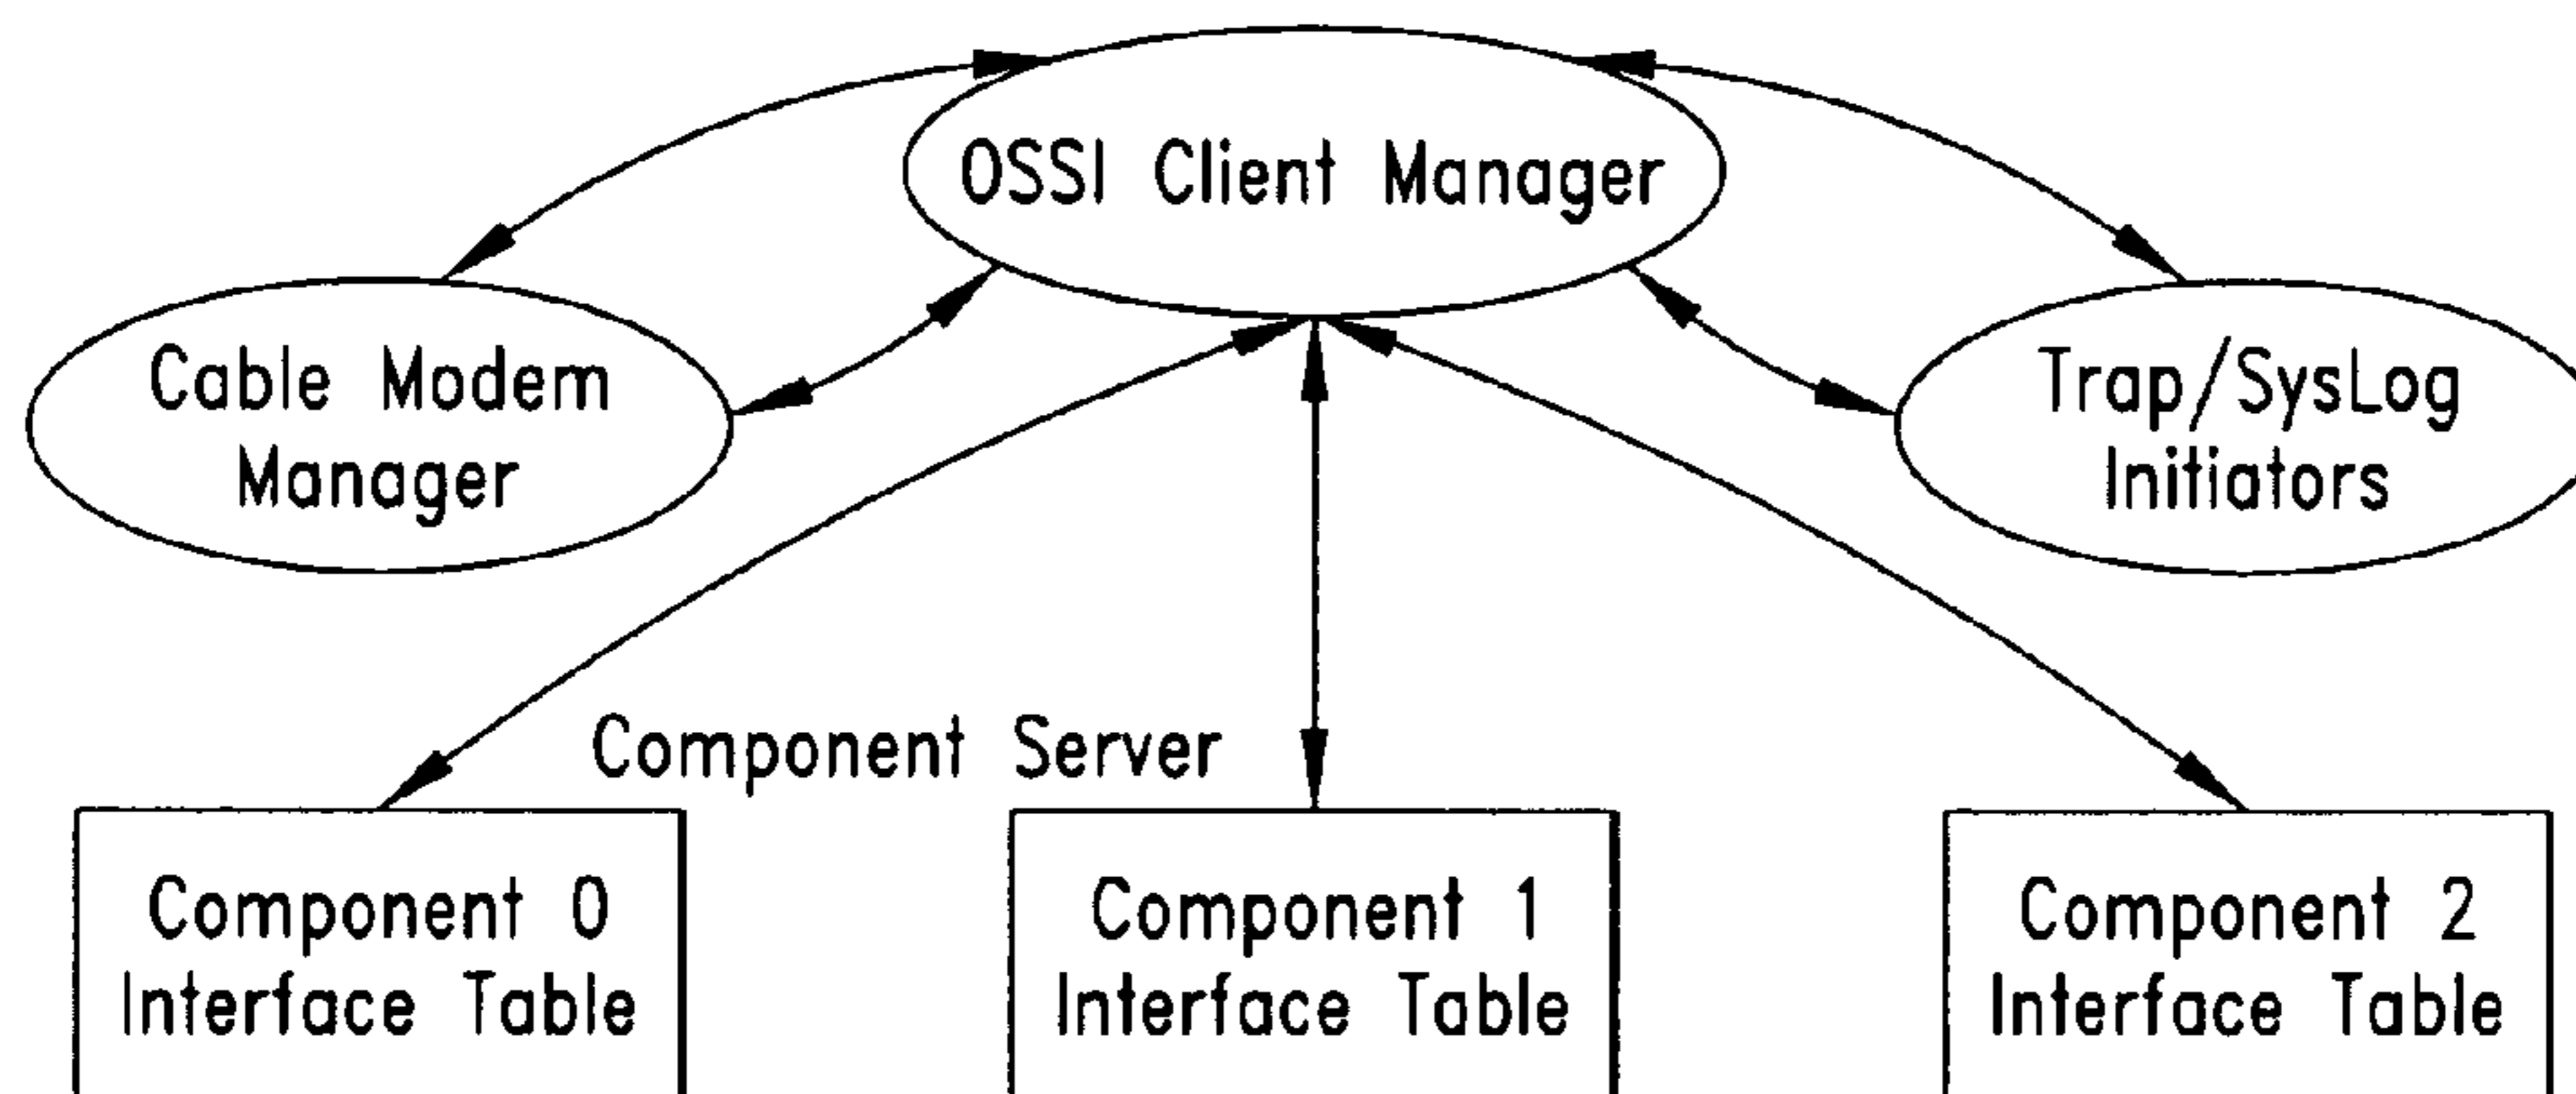 OSSI Client Manager
Cable Modem
Manager
Trap/SysLog
Initiators
Component Server
Component 0
Interface Table
Component 1
Interface Table
Component 2
Interface Table